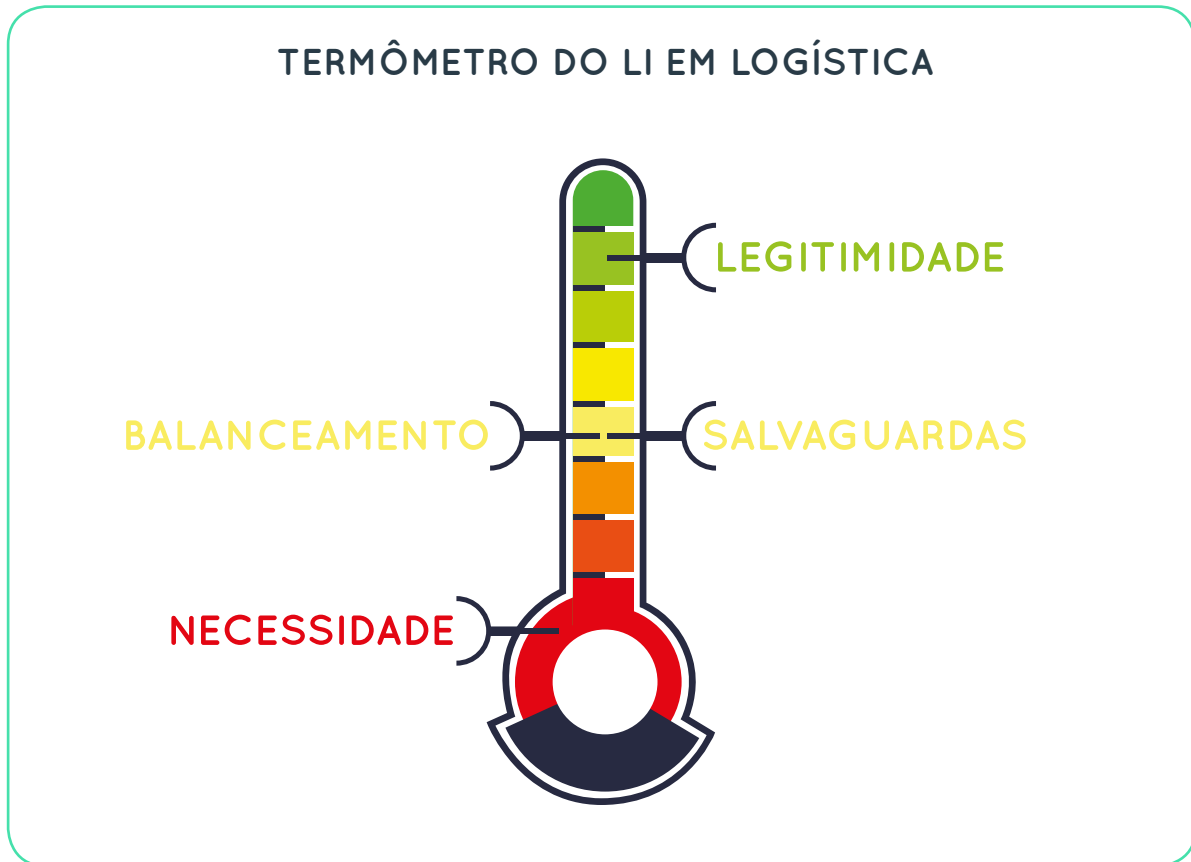 TERMÔMETRO DO LI EM LOGÍSTICA
LEGITIMIDADE
BALANCEAMENTO
SALVAGUARDAS
NECESSIDADE